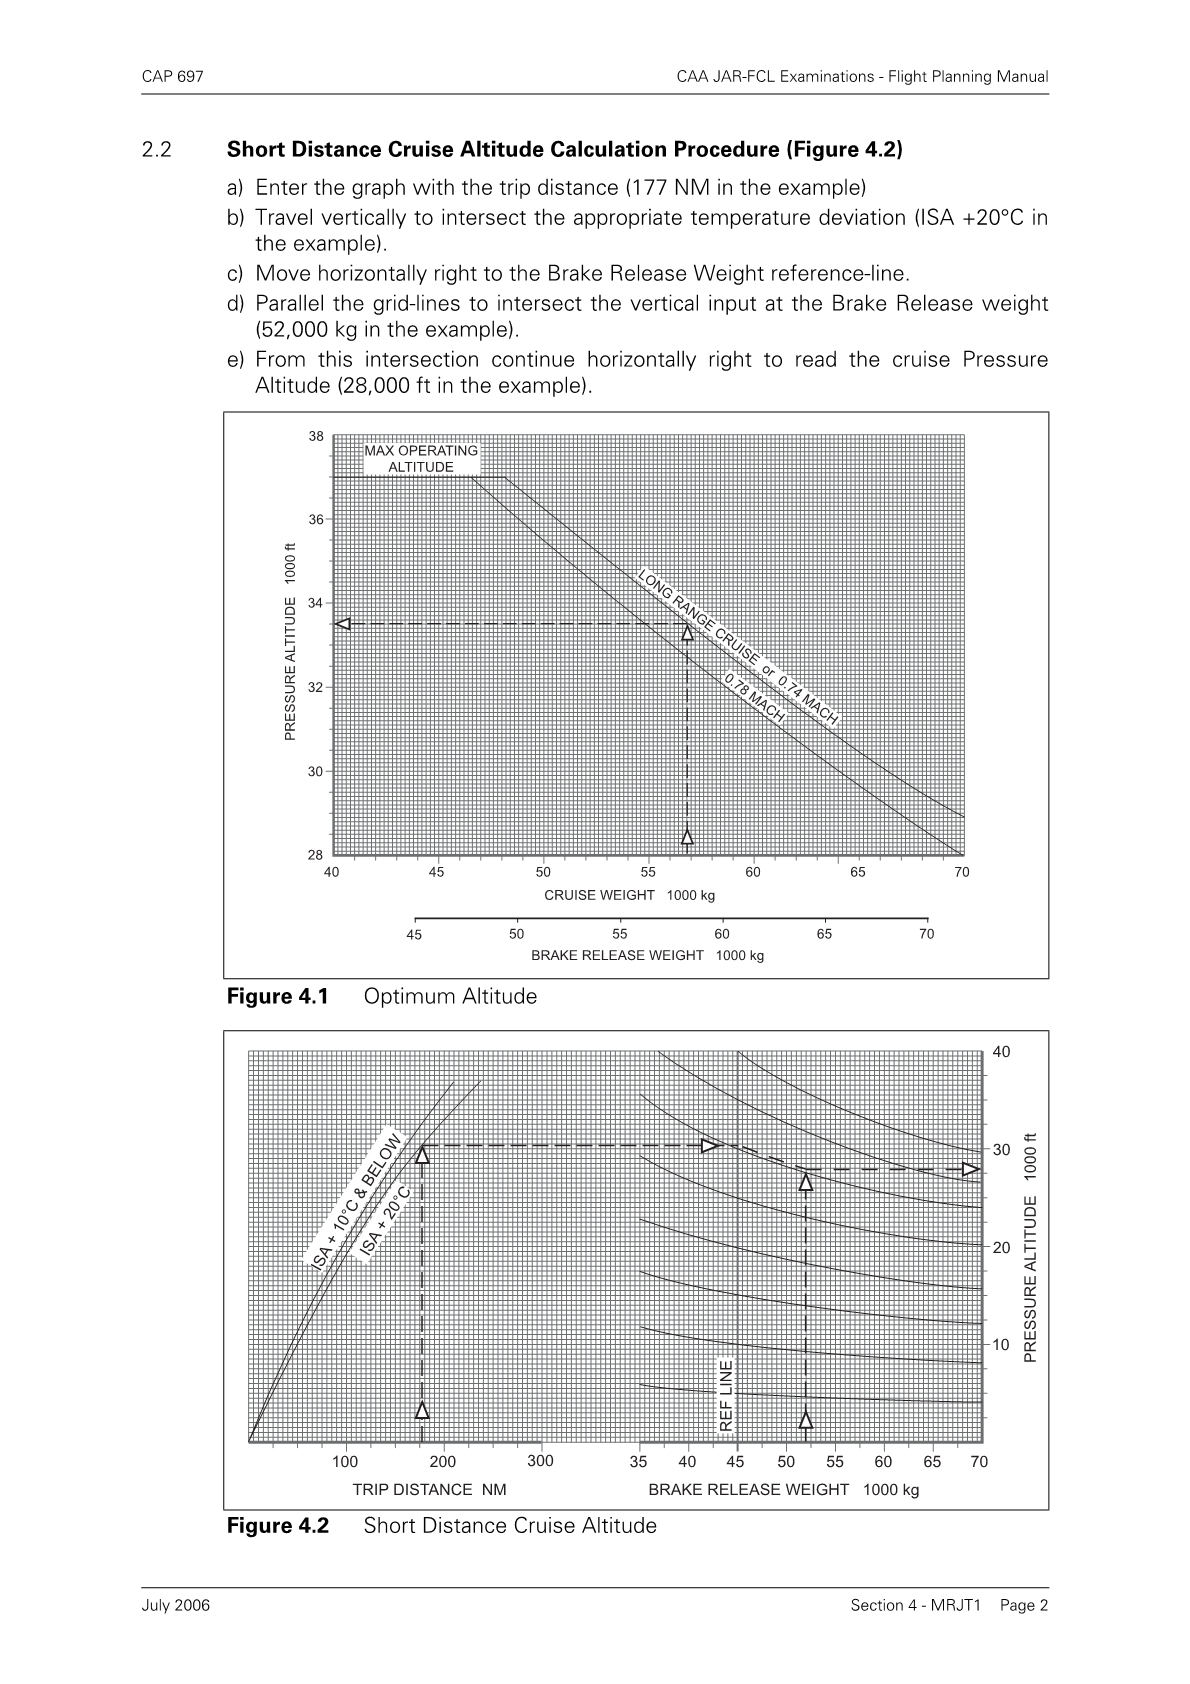 CAP 697
CAA JAR-FCL Examinations - Flight Planning Manual
2.2 Short Distance Cruise Altitude Calculation Procedure (Figure 4.2)
a) Enter the graph with the trip distance (177 NM in the example)
b) Travel vertically to intersect the appropriate temperature deviation (ISA +20°C in
the example).
c) Move horizontally right to the Brake Release Weight reference-line.
d) Parallel the grid-lines to intersect the vertical input at the Brake Release weight
(52,000 kg in the example).
e) From this intersection continue horizontally right to read the cruise Pressure
Altitude (28,000 ft in the example).
38
MAX OPERATING
ALTITUDE
36
34
32
30
28
PRESSURE ALTITUDE 1000 ft
LONG RANGE CRUISE or 0.74 MACH
0.78 MACH
40 45 50 55 60 65 70
CRUISE WEIGHT 1000 kg
45 50 55 60 65 70
BRAKE RELEASE WEIGHT 1000 kg
Figure 4.1 Optimum Altitude
40
30
20
10
PRESSURE ALTITUDE 1000 ft
ISA + 10°C & BELOW
ISA + 20°C
REF LINE
100 200 300 35 40 45 50 55 60 65 70
TRIP DISTANCE NM
BRAKE RELEASE WEIGHT 1000 kg
Figure 4.2 Short Distance Cruise Altitude
July 2006
Section 4 - MRJT1 Page 2